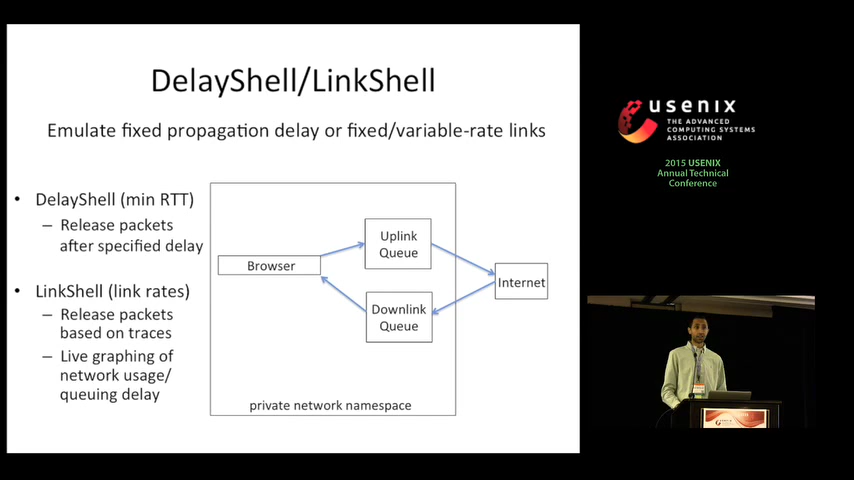 DelayShell/LinkShell
Emulate fixed propagation delay or fixed/variable-rate links
• DelayShell (min RTT)
– Release packets
after specified delay
• LinkShell (link rates)
– Release packets
based on traces
– Live graphing of
network usage/
queuing delay
Browser
Uplink
Queue
Downlink
Queue
Internet
private network namespace
usenix
THE ADVANCED
COMPUTING SYSTEMS
ASSOCIATION
2015 USENIX
Annual Technical
Conference